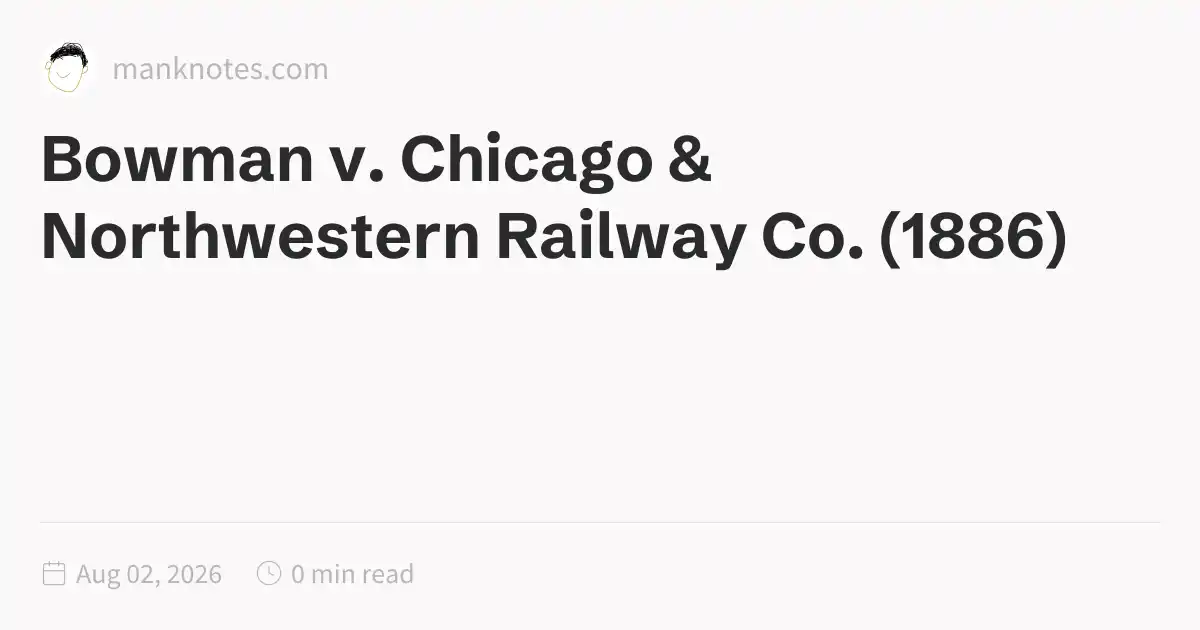 manknotes.com
Bowman v. Chicago &
Northwestern Railway Co. (1886)
Aug 02, 2026 0 min read